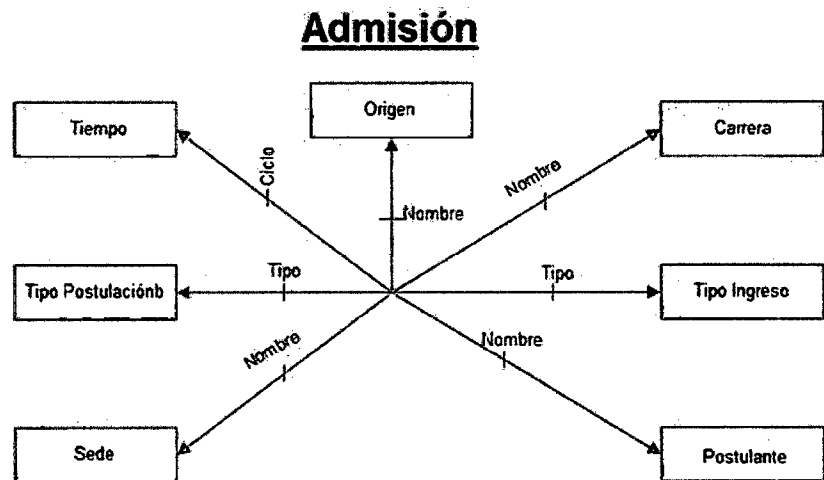 Admisión
Origen
Tiempo
Carrera
Ciclo
Nombre
Nombre
Tipo Postulaciónb
Tipo
Tipo
Tipo Ingreso
Nombre
Nombre
Sede
Postulante